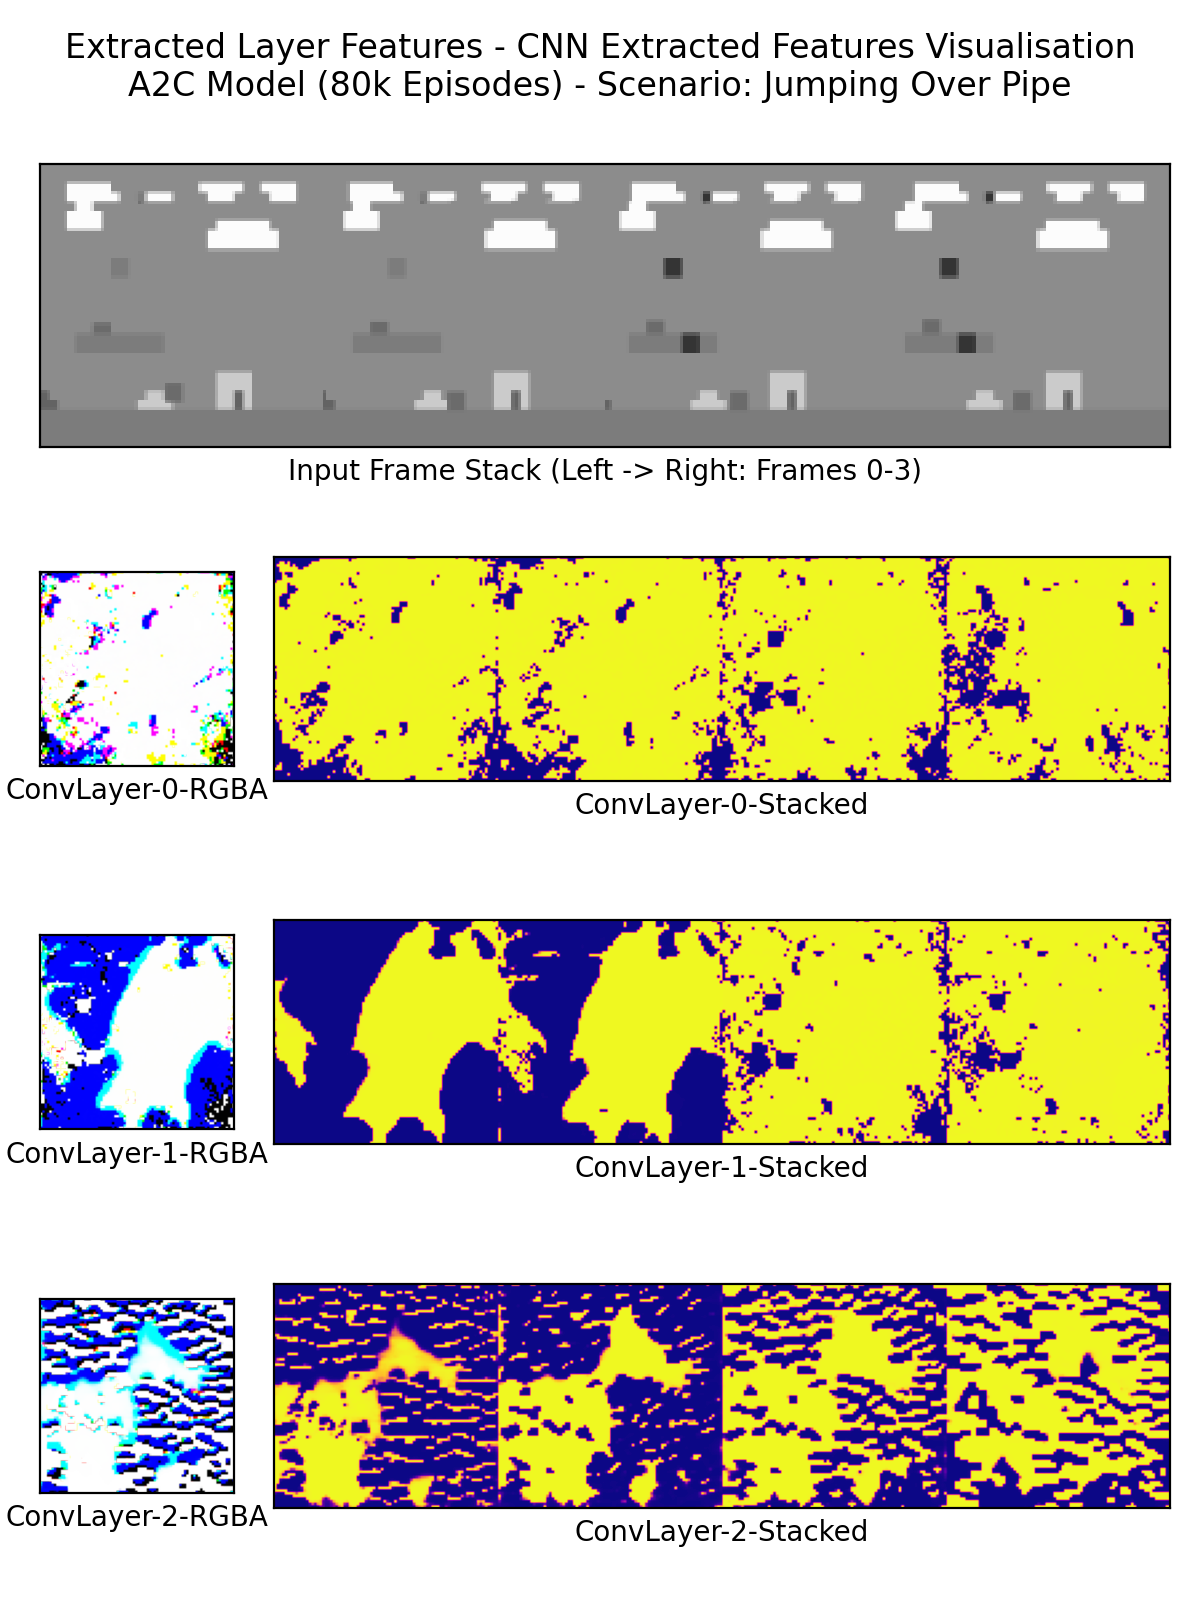 Extracted Layer Features - CNN Extracted Features Visualisation
A2C Model (80k Episodes) - Scenario: Jumping Over Pipe
Input Frame Stack (Left -> Right: Frames 0-3)
ConvLayer-0-RGBA
ConvLayer-0-Stacked
ConvLayer-1-RGBA
ConvLayer-1-Stacked
ConvLayer-2-RGBA
ConvLayer-2-Stacked